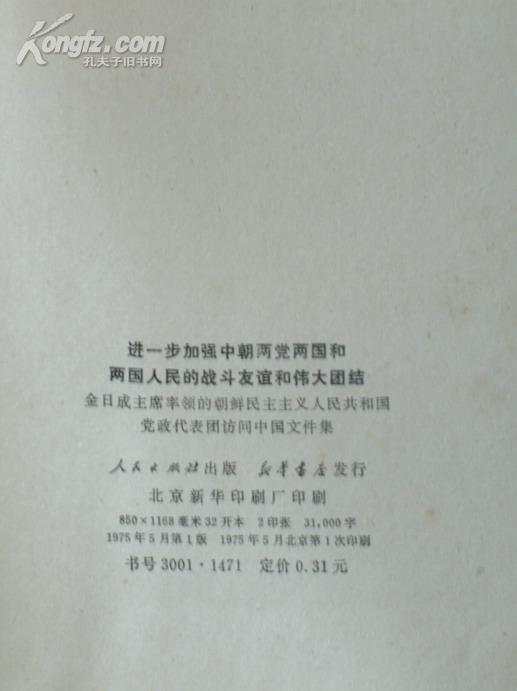 Kongfz.com
孔夫子旧书网
进一步加强中朝两党两国和
两国人民的战斗友谊和伟大团结
金日成主席率领的朝鲜民主主义人民共和国
党政代表团访问中国文件集
人民出版社出版 新华书店发行
北京新华印刷厂印刷
850×1168毫米32开本 2印张 31,000字
1975年5月第1版 1975年5月北京第1次印刷
书号3001·1471 定价0.31元